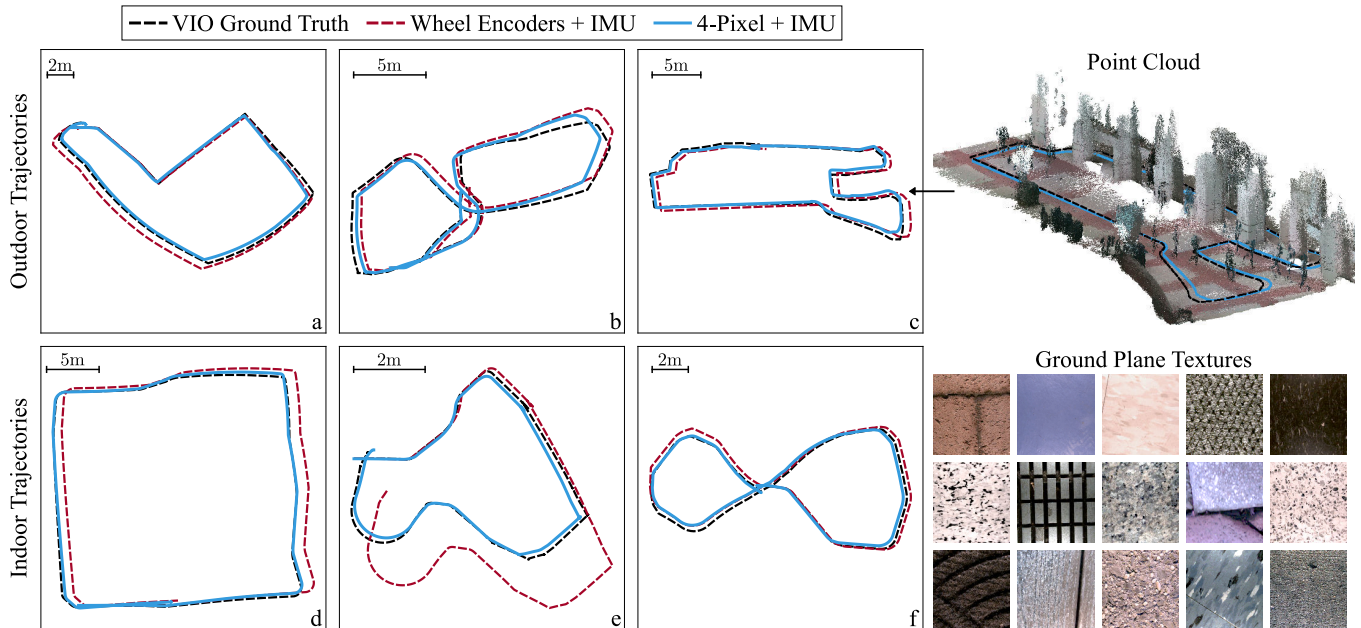 VIO Ground Truth
Wheel Encoders + IMU
4-Pixel + IMU
Outdoor Trajectories
2m
a
5m
b
5m
c
Point Cloud
Indoor Trajectories
5m
d
2m
e
2m
f
Ground Plane Textures